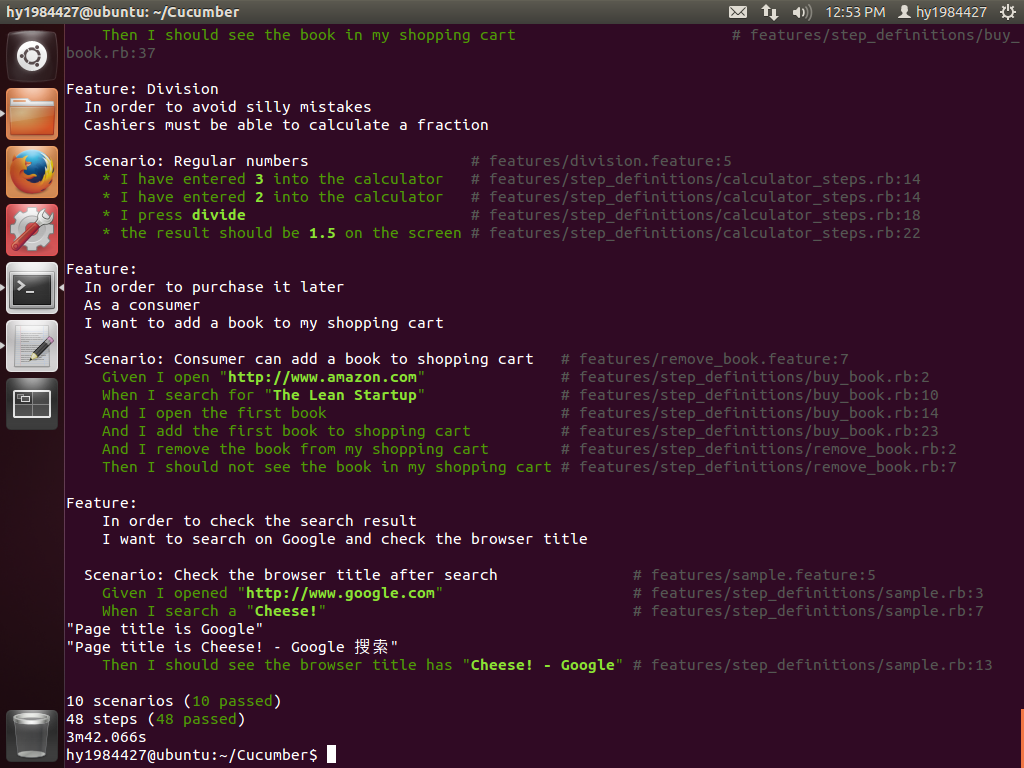 hy1984427@ubuntu: ~/Cucumber 12:53 PM hy1984427
Then I should see the book in my shopping cart # features/step_definitions/buy_
book.rb:37
Feature: Division
In order to avoid silly mistakes
Cashiers must be able to calculate a fraction
Scenario: Regular numbers # features/division.feature:5
* I have entered 3 into the calculator # features/step_definitions/calculator_steps.rb:14
* I have entered 2 into the calculator # features/step_definitions/calculator_steps.rb:14
* I press divide # features/step_definitions/calculator_steps.rb:18
* the result should be 1.5 on the screen # features/step_definitions/calculator_steps.rb:22
Feature:
In order to purchase it later
As a consumer
I want to add a book to my shopping cart
Scenario: Consumer can add a book to shopping cart # features/remove_book.feature:7
Given I open "http://www.amazon.com" # features/step_definitions/buy_book.rb:2
When I search for "The Lean Startup" # features/step_definitions/buy_book.rb:10
And I open the first book # features/step_definitions/buy_book.rb:14
And I add the first book to shopping cart # features/step_definitions/buy_book.rb:23
And I remove the book from my shopping cart # features/step_definitions/remove_book.rb:2
Then I should not see the book in my shopping cart # features/step_definitions/remove_book.rb:7
Feature:
In order to check the search result
I want to search on Google and check the browser title
Scenario: Check the browser title after search # features/sample.feature:5
Given I opened "http://www.google.com" # features/step_definitions/sample.rb:3
When I search a "Cheese!" # features/step_definitions/sample.rb:7
"Page title is Google"
"Page title is Cheese! - Google 搜索"
Then I should see the browser title has "Cheese! - Google" # features/step_definitions/sample.rb:13
10 scenarios (10 passed)
48 steps (48 passed)
3m42.066s
hy1984427@ubuntu:~/Cucumber$